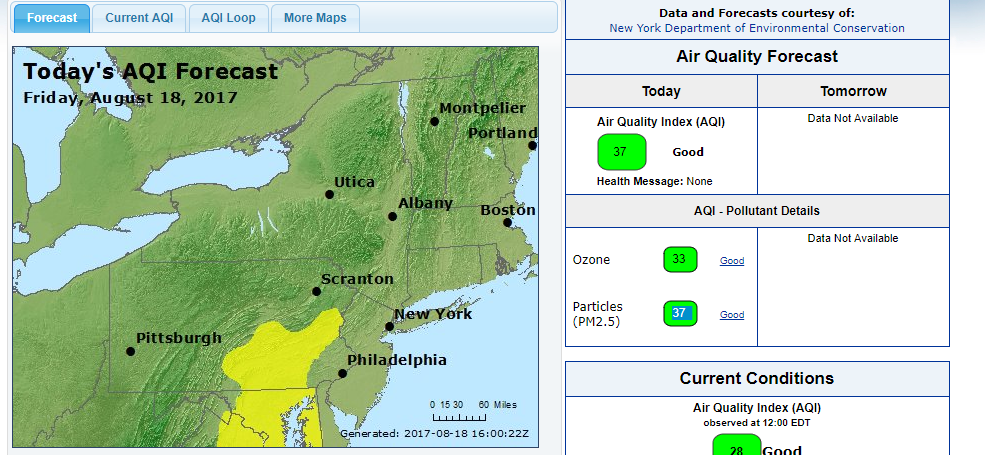 Forecast
Current AQI
AQI Loop
More Maps
Today's AQI Forecast
Friday, August 18, 2017
Montpelier
Portland
Utica
Albany
Boston
Scranton
New York
Pittsburgh
Philadelphia
0 15 30 60 Miles
Generated: 2017-08-18 16:00:22Z
Data and Forecasts courtesy of:
New York Department of Environmental Conservation
Air Quality Forecast
Today
Tomorrow
Air Quality Index (AQI)
37 Good
Health Message: None
Data Not Available
AQI - Pollutant Details
Ozone 33 Good
Particles
(PM2.5) 37 Good
Data Not Available
Current Conditions
Air Quality Index (AQI)
observed at 12:00 EDT
28 Good